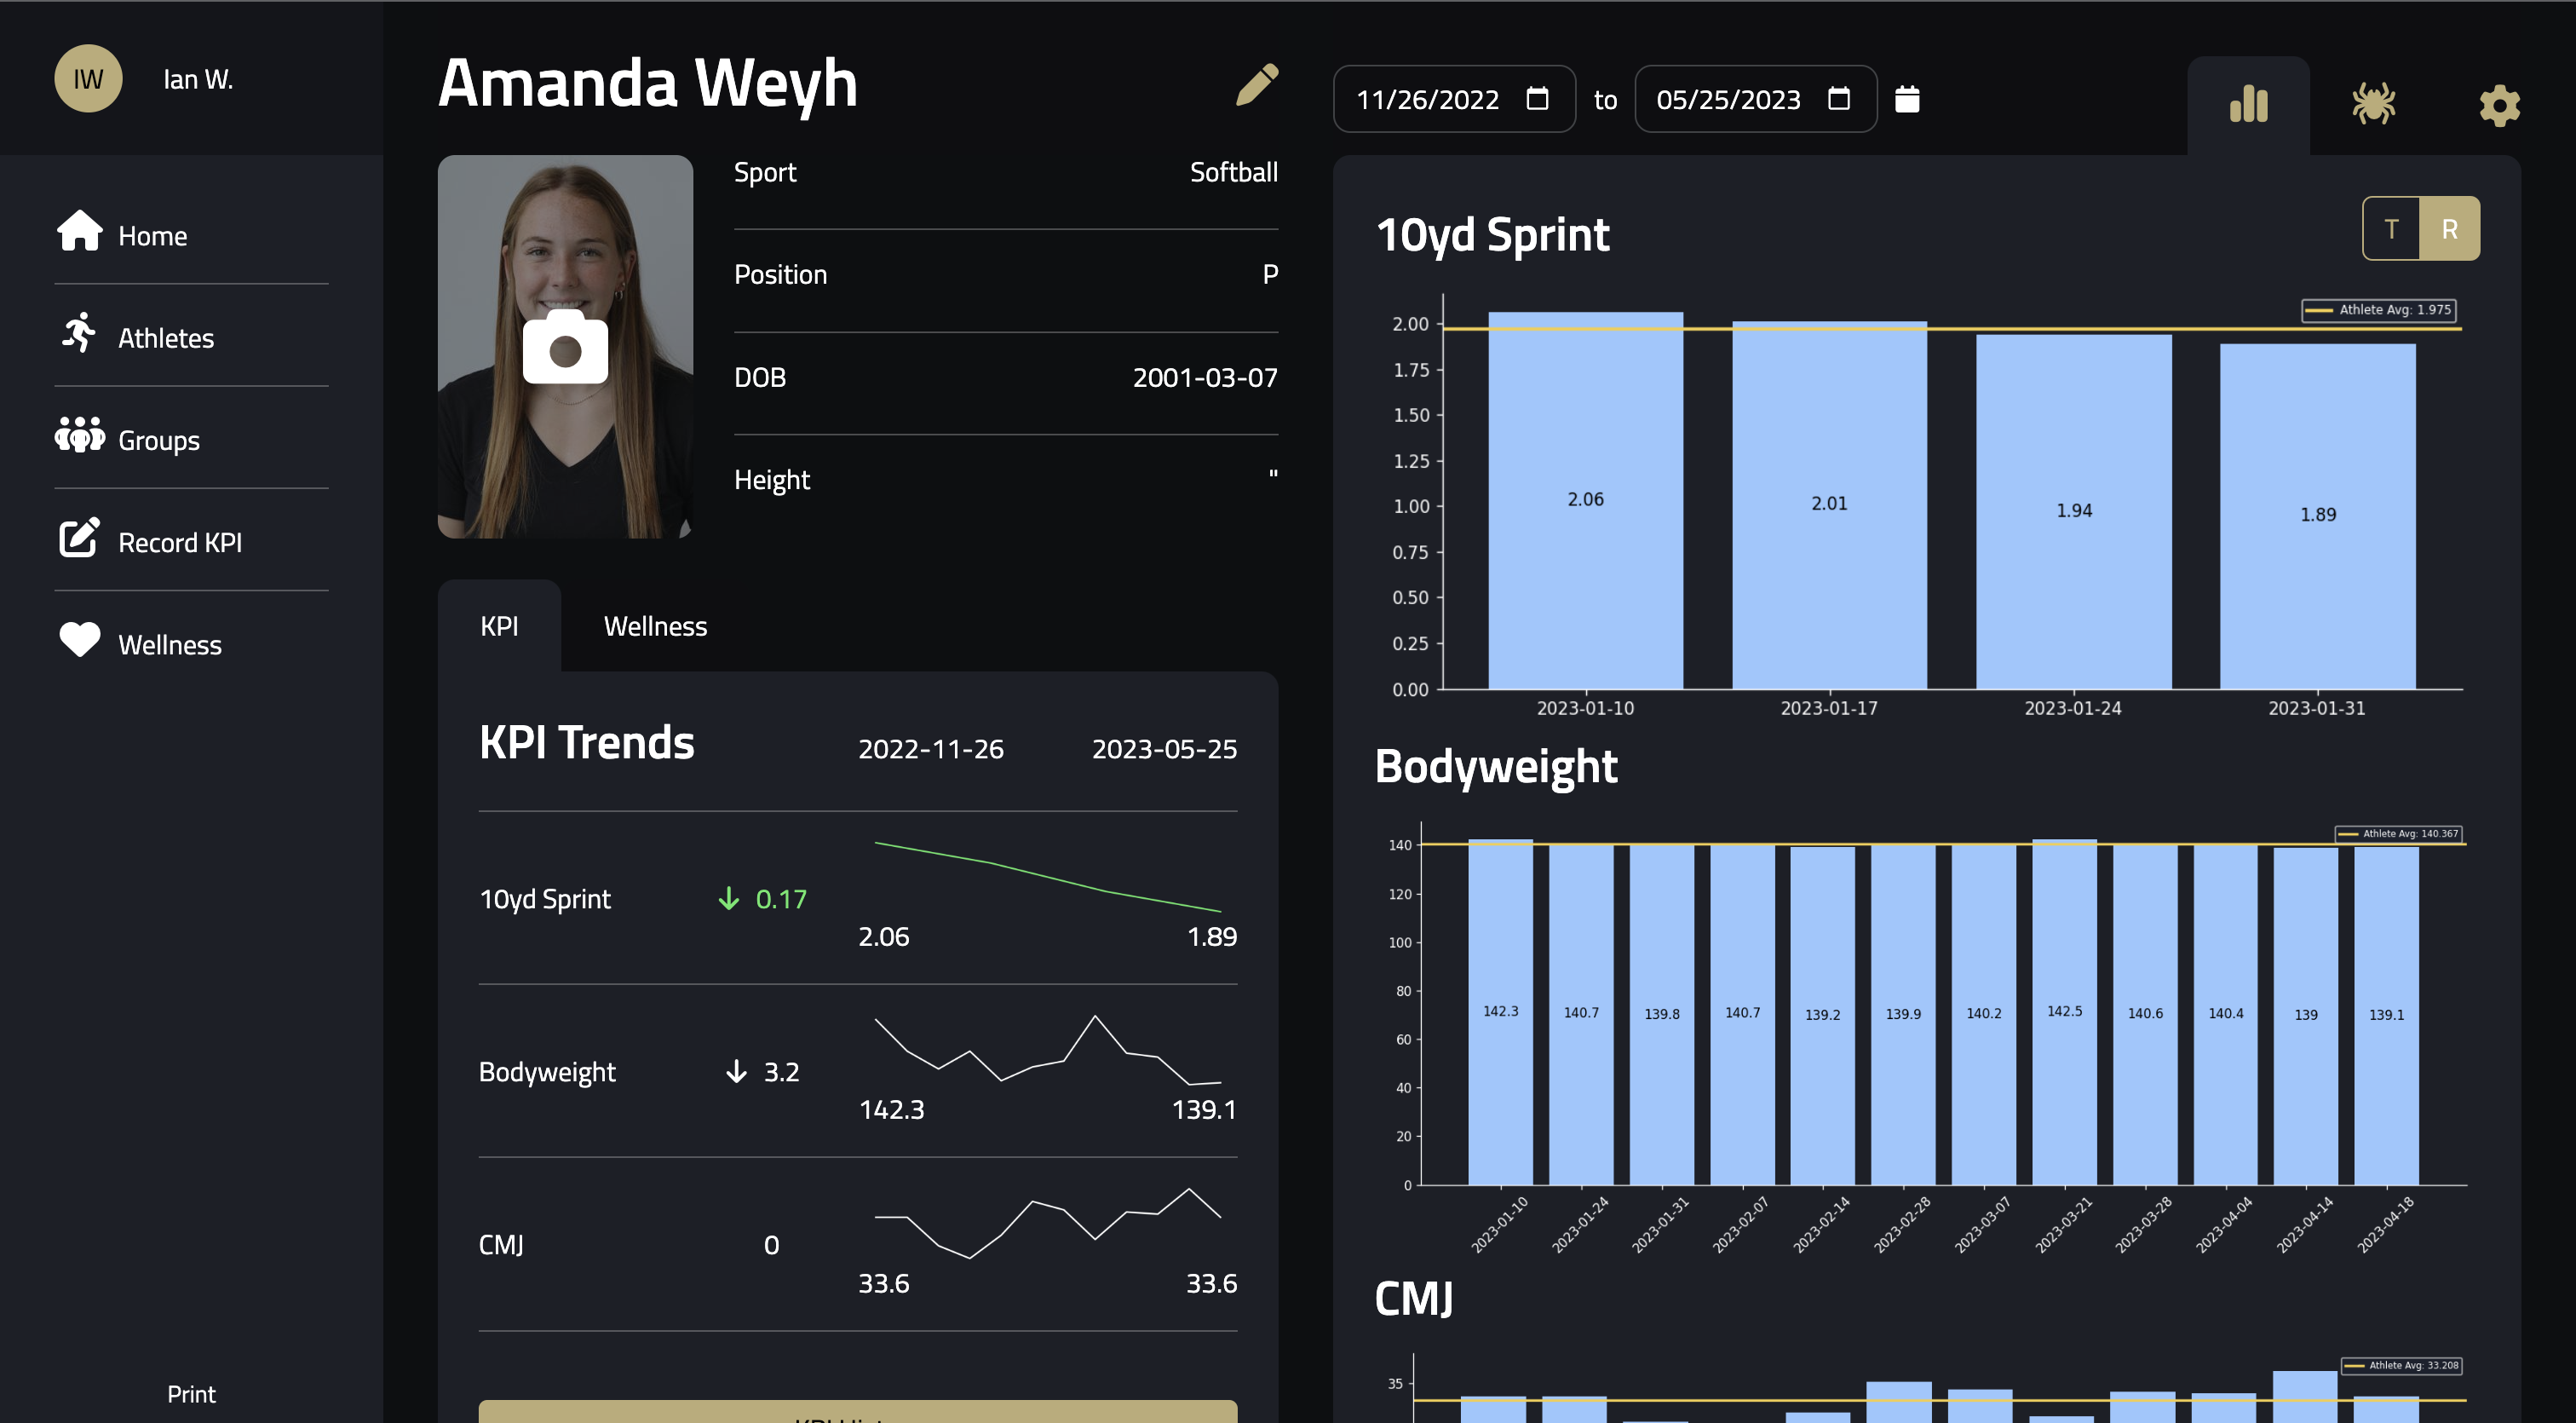 IW
Ian W.
Home
Athletes
Groups
Record KPI
Wellness
Print
Amanda Weyh
Sport Softball
Position P
DOB 2001-03-07
Height "
KPI Wellness
KPI Trends 2022-11-26 2023-05-25
10yd Sprint 0.17
2.06 1.89
Bodyweight 3.2
142.3 139.1
CMJ 0
33.6 33.6
11/26/2022 to 05/25/2023
10yd Sprint
T R
Athlete Avg: 1.975
2.00
1.75
1.50
1.25
1.00
0.75
0.50
0.25
0.00
2.06 2.01 1.94 1.89
2023-01-10 2023-01-17 2023-01-24 2023-01-31
Bodyweight
Athlete Avg: 140.367
140
120
100
80
60
40
20
0
142.3 140.7 139.8 140.7 139.2 139.9 140.2 142.5 140.6 140.4 139 139.1
2023-01-10 2023-01-24 2023-01-31 2023-02-07 2023-02-14 2023-02-28 2023-03-07 2023-03-21 2023-03-28 2023-04-04 2023-04-14 2023-04-18
CMJ
Athlete Avg: 33.208
35